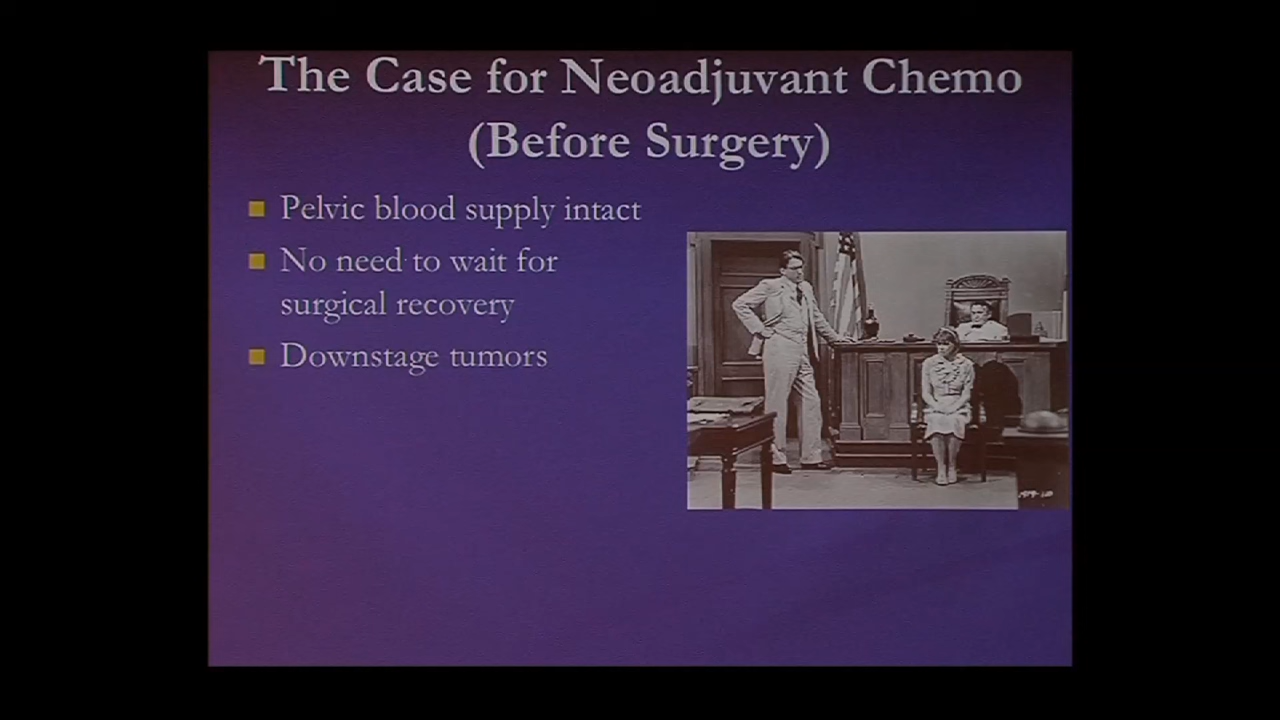 The Case for Neoadjuvant Chemo
(Before Surgery)
Pelvic blood supply intact
No need to wait for
surgical recovery
Downstage tumors